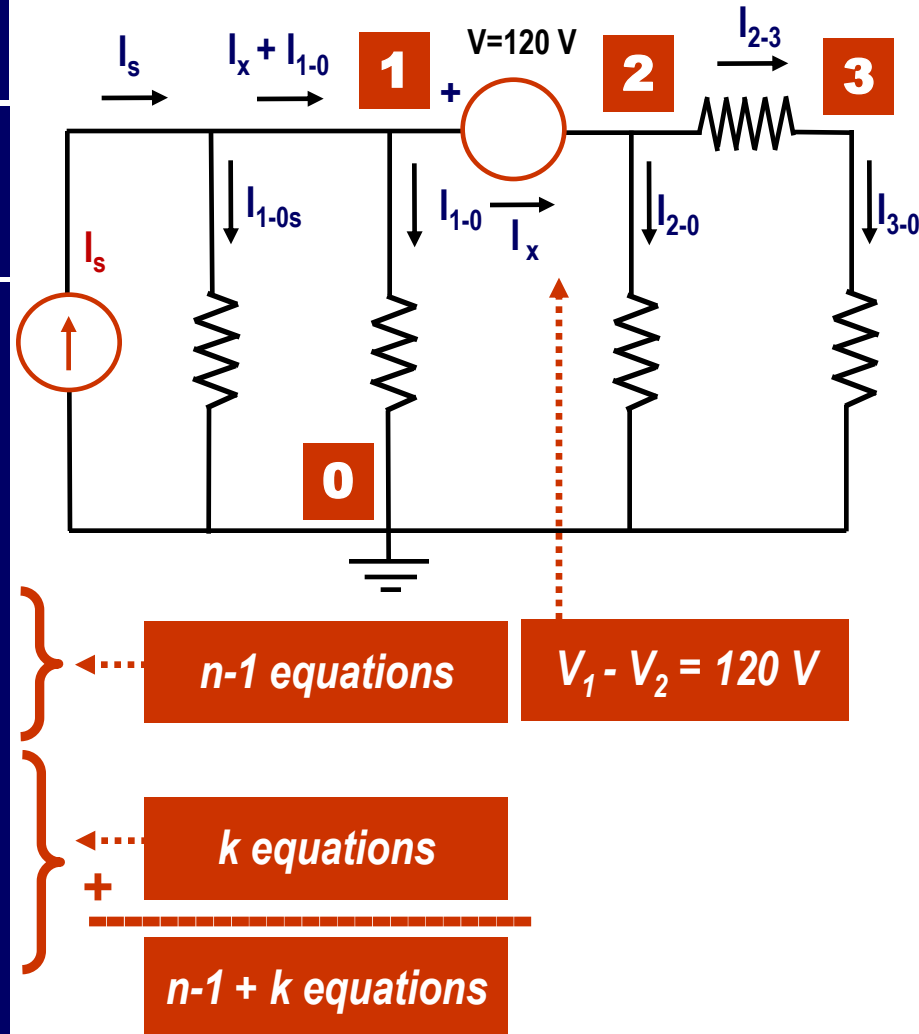 I2-3
V=120 V
Is
Ix + I1-0
1
2
3
+
I1-0s
I1-0
I2-0
I3-0
Ix
Is
0
n-1 equations
V1 - V2 = 120 V
k equations
+
n-1 + k equations